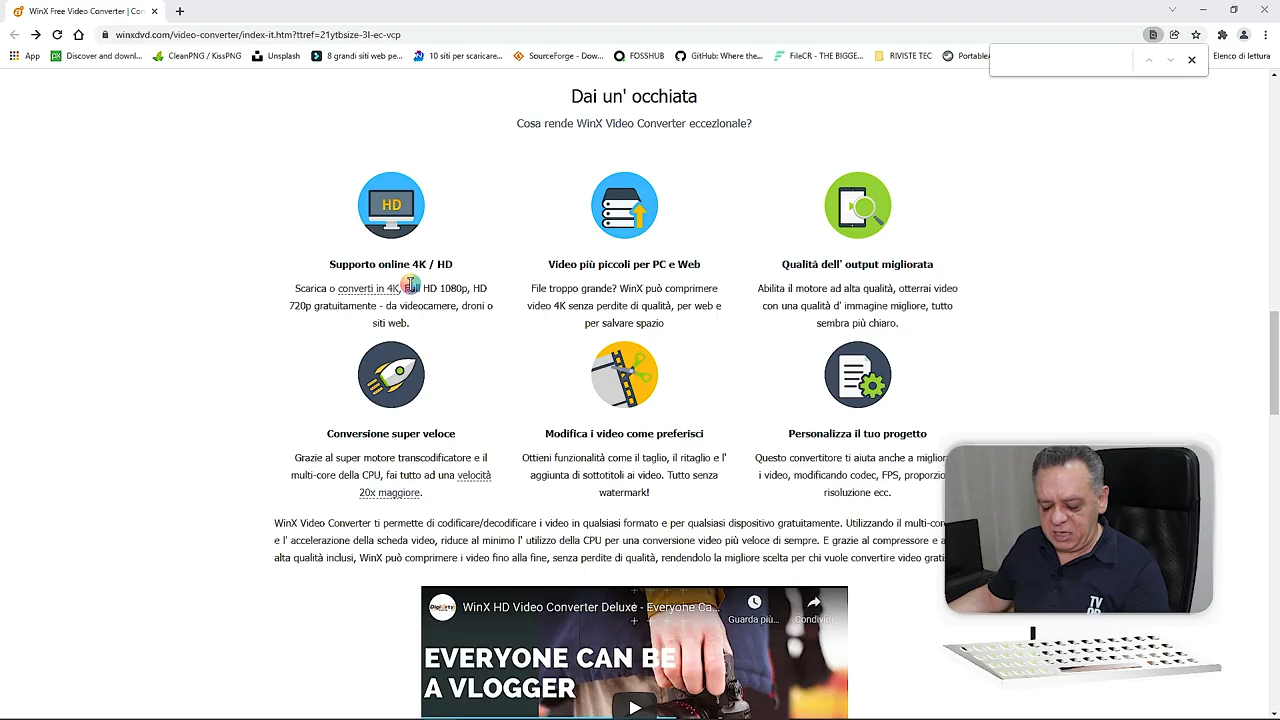 WinX Free Video Converter | Con
winxdvd.com/video-converter/index-it.htm?ttref=21ytbsize-3l-ec-vcp
App Discover and downl... CleanPNG / KissPNG Unsplash 8 grandi siti web pe... 10 siti per scaricare... SourceForge - Dow... FOSSHUB GitHub: Where the... FileCR - THE BIGGE... RIVISTE TEC Portable Elenco di lettura
Dai un' occhiata
Cosa rende WinX Video Converter eccezionale?
HD
Supporto online 4K / HD
Scarica o converti in 4K, Full HD 1080p, HD
720p gratuitamente - da videocamere, droni o
siti web.
Video più piccoli per PC e Web
File troppo grande? WinX può comprimere
video 4K senza perdite di qualità, per web e
per salvare spazio
Qualità dell' output migliorata
Abilita il motore ad alta qualità, otterrai video
con una qualità d' immagine migliore, tutto
sembra più chiaro.
Conversione super veloce
Grazie al super motore transcodificatore e il
multi-core della CPU, fai tutto ad una velocità
20x maggiore.
Modifica i video come preferisci
Ottieni funzionalità come il taglio, il ritaglio e l'
aggiunta di sottotitoli ai video. Tutto senza
watermark!
Personalizza il tuo progetto
Questo convertitore ti aiuta anche a miglior
i video, modificando codec, FPS, proporzio
risoluzione ecc.
WinX Video Converter ti permette di codificare/decodificare i video in qualsiasi formato e per qualsiasi dispositivo gratuitamente. Utilizzando il multi-cor
e l' accelerazione della scheda video, riduce al minimo l' utilizzo della CPU per una conversione video più veloce di sempre. E grazie al compressore e a
alta qualità inclusi, WinX può comprimere i video fino alla fine, senza perdite di qualità, rendendolo la migliore scelta per chi vuole convertire video grati
Digiarty
WinX HD Video Converter Deluxe - Everyone Ca...
Guarda più...
Condividi
EVERYONE CAN BE
A VLOGGER
TV